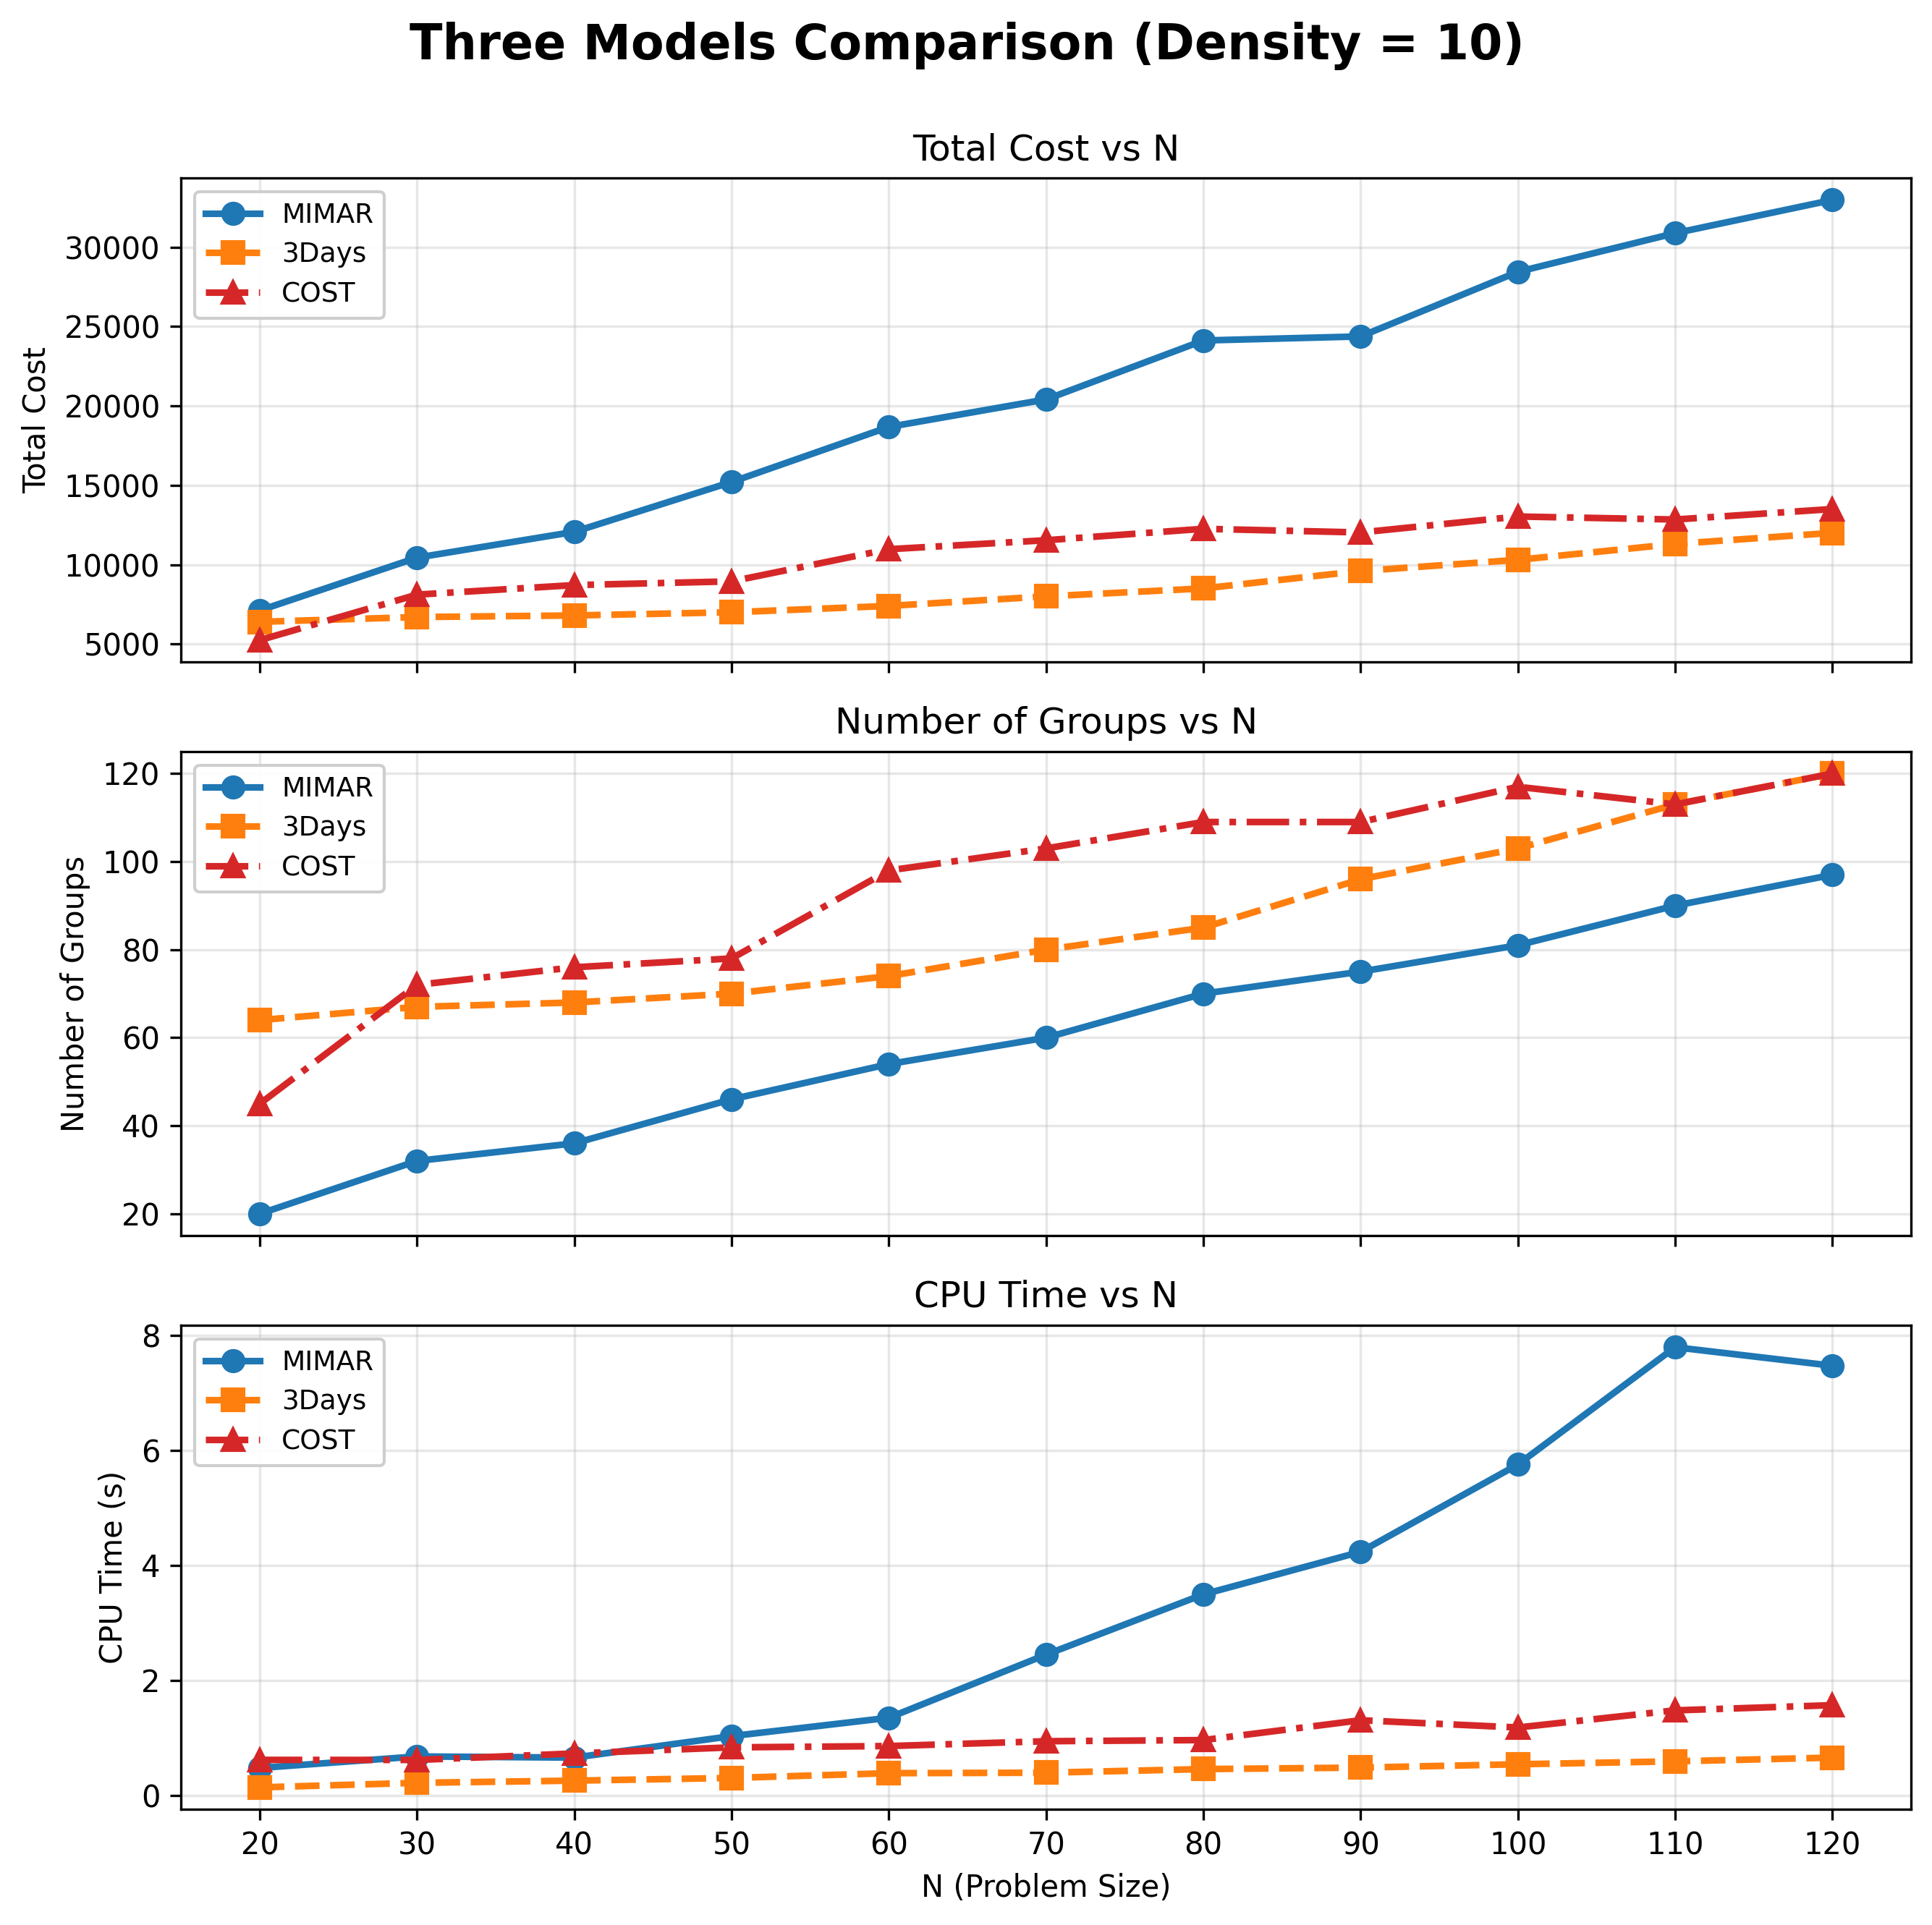 Three Models Comparison (Density = 10)
Total Cost vs N
MIMAR
3Days
COST
Total Cost
30000
25000
20000
15000
10000
5000
Number of Groups vs N
MIMAR
3Days
COST
Number of Groups
120
100
80
60
40
20
CPU Time vs N
MIMAR
3Days
COST
CPU Time (s)
8
6
4
2
0
20 30 40 50 60 70 80 90 100 110 120
N (Problem Size)